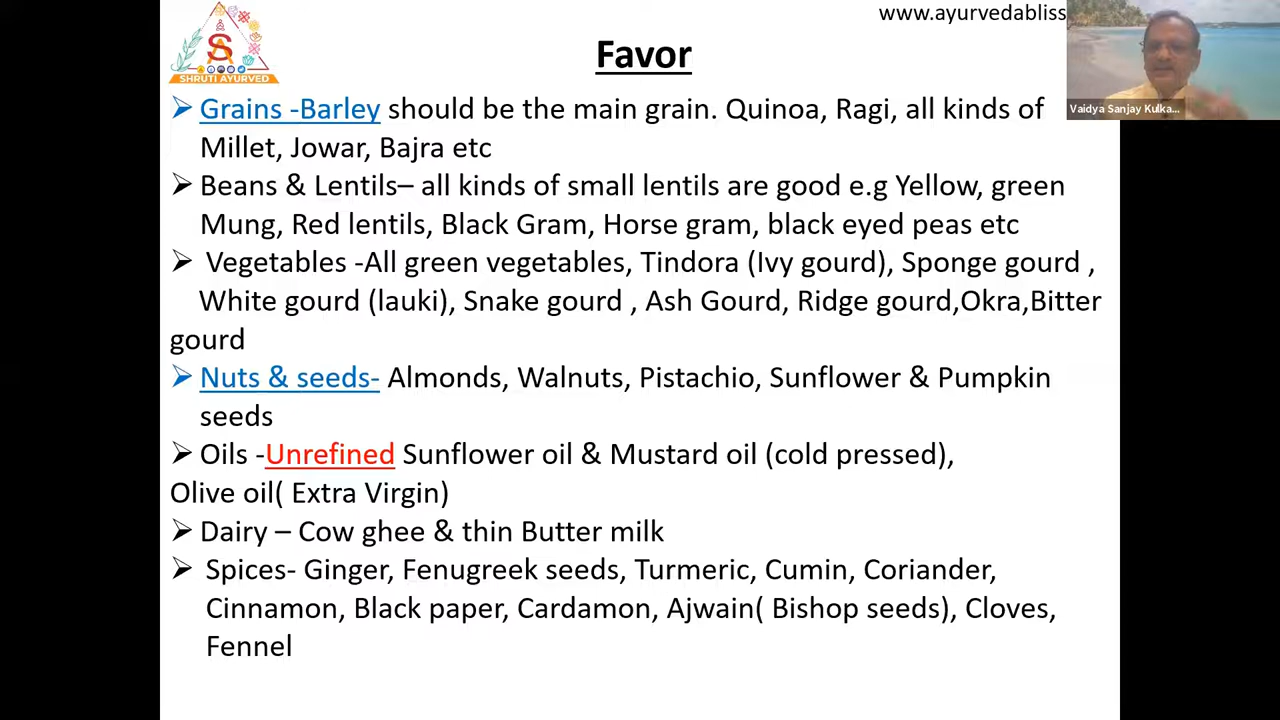 www.ayurvedabliss
SHRUTI AYURVED
Favor
Vaidya Sanjay Kulka...
➢ Grains -Barley should be the main grain. Quinoa, Ragi, all kinds of
Millet, Jowar, Bajra etc
➢ Beans & Lentils– all kinds of small lentils are good e.g Yellow, green
Mung, Red lentils, Black Gram, Horse gram, black eyed peas etc
➢ Vegetables -All green vegetables, Tindora (Ivy gourd), Sponge gourd ,
White gourd (lauki), Snake gourd , Ash Gourd, Ridge gourd,Okra,Bitter
gourd
➢ Nuts & seeds- Almonds, Walnuts, Pistachio, Sunflower & Pumpkin
seeds
➢ Oils -Unrefined Sunflower oil & Mustard oil (cold pressed),
Olive oil( Extra Virgin)
➢ Dairy – Cow ghee & thin Butter milk
➢ Spices- Ginger, Fenugreek seeds, Turmeric, Cumin, Coriander,
Cinnamon, Black paper, Cardamon, Ajwain( Bishop seeds), Cloves,
Fennel